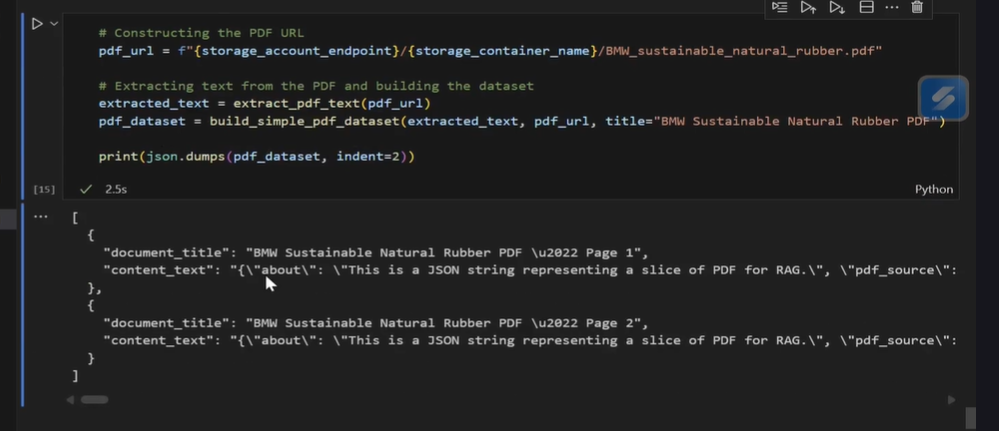 # Constructing the PDF URL
pdf_url = f"{storage_account_endpoint}/{storage_container_name}/BMW_sustainable_natural_rubber.pdf"
# Extracting text from the PDF and building the dataset
extracted_text = extract_pdf_text(pdf_url)
pdf_dataset = build_simple_pdf_dataset(extracted_text, pdf_url, title="BMW Sustainable Natural Rubber PDF")
print(json.dumps(pdf_dataset, indent=2))
[15] 2.5s Python
[
{
"document_title": "BMW Sustainable Natural Rubber PDF \u2022 Page 1",
"content_text": "{\"about\": \"This is a JSON string representing a slice of PDF for RAG.\", \"pdf_source\":
},
{
"document_title": "BMW Sustainable Natural Rubber PDF \u2022 Page 2",
"content_text": "{\"about\": \"This is a JSON string representing a slice of PDF for RAG.\", \"pdf_source\":
}
]